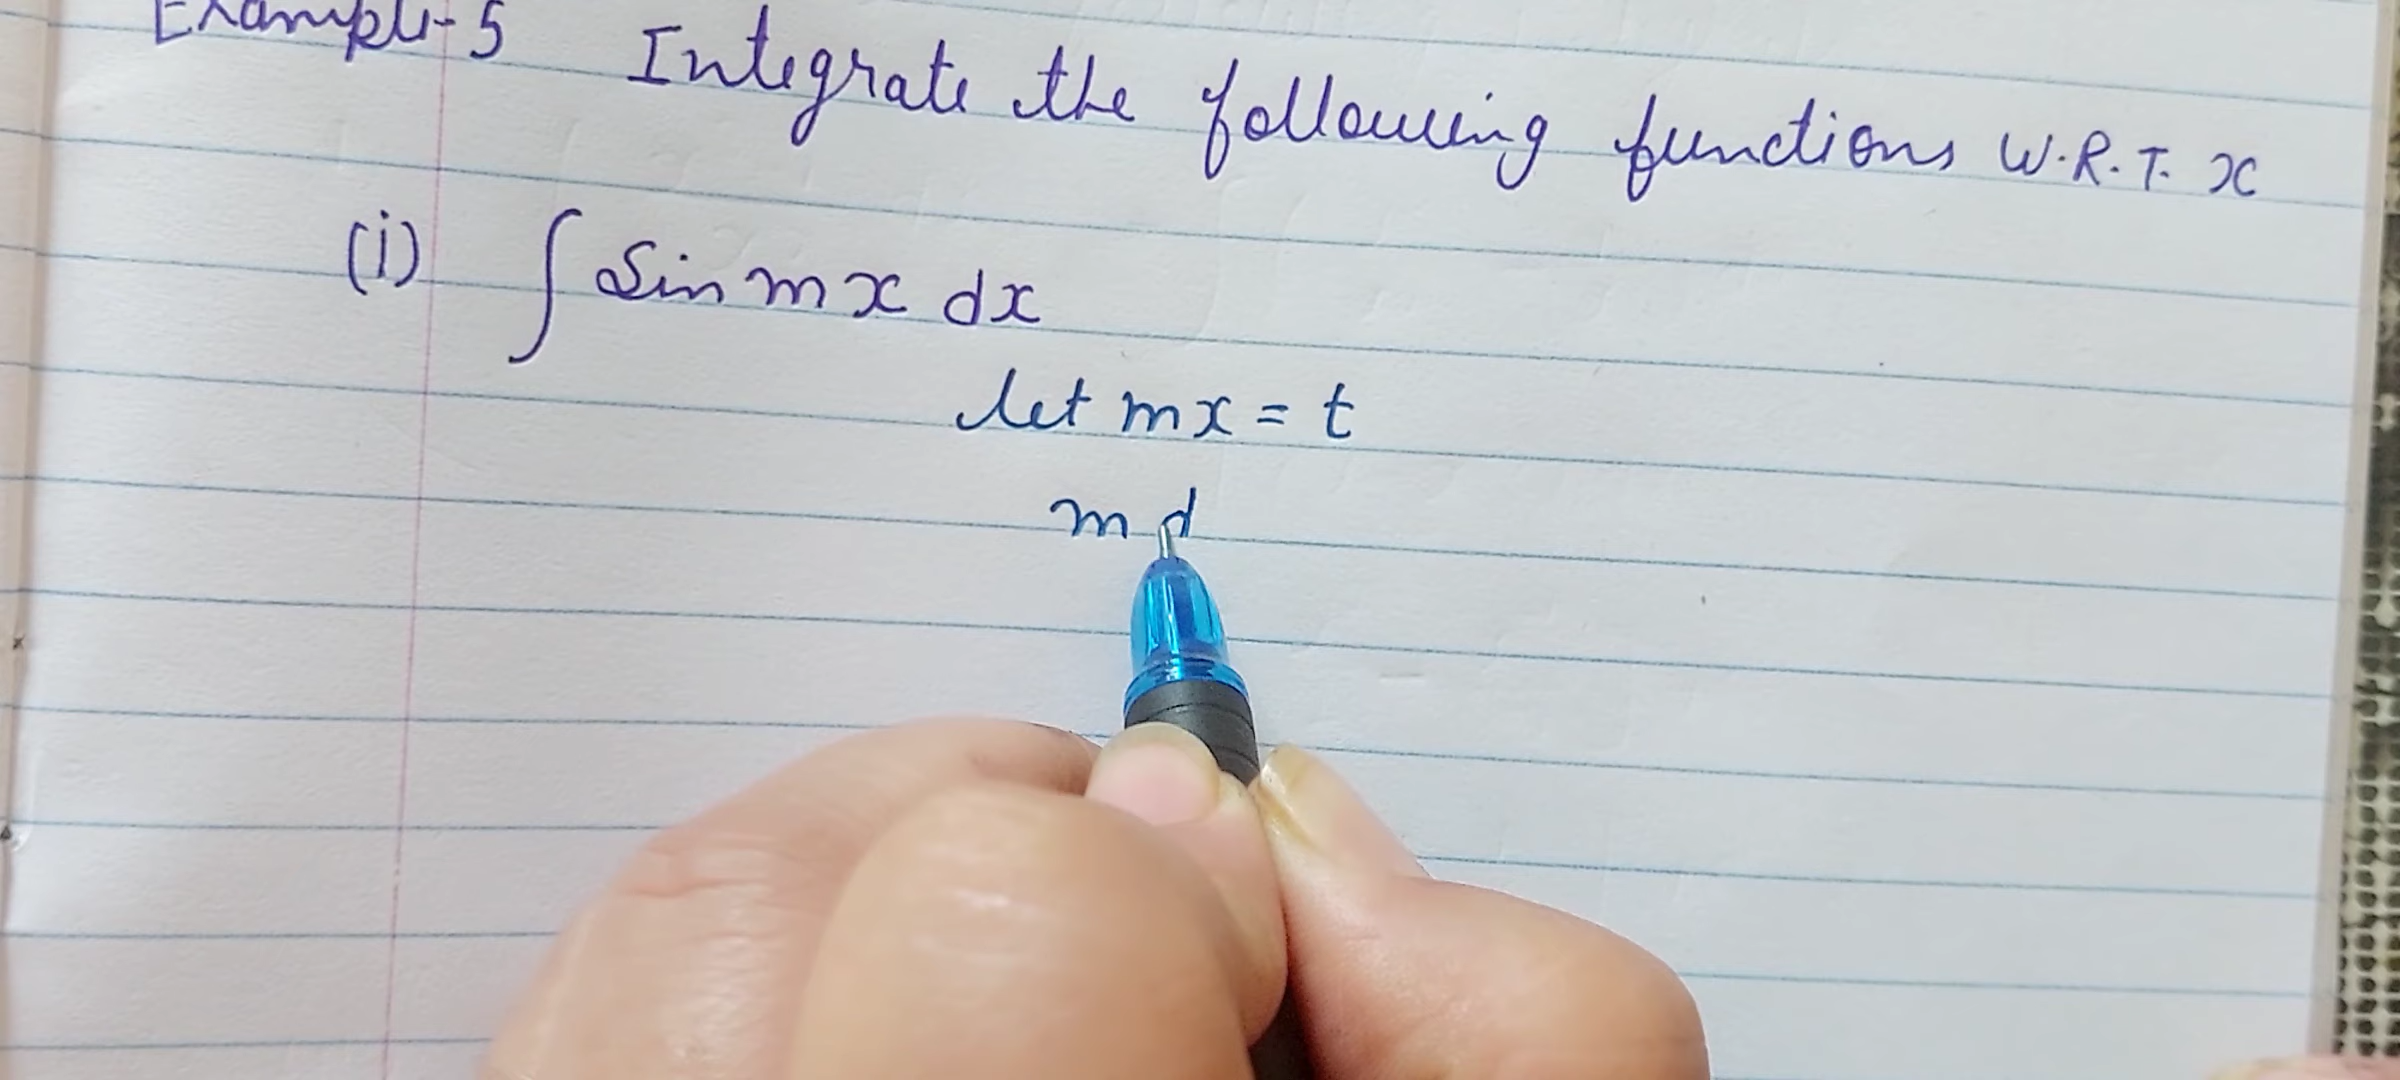 Example-5 Integrate the following functions W.R.T. x
(i) ∫ Sin mx dx
let mx = t
m d